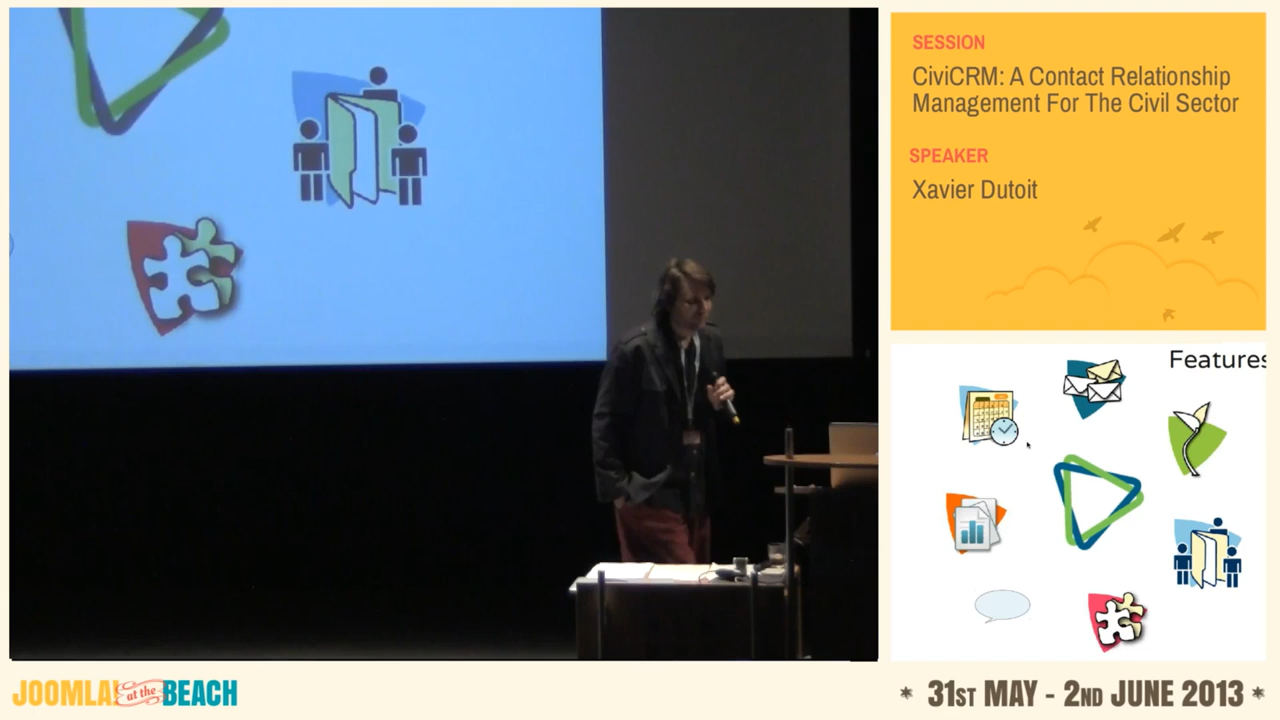 SESSION
CiviCRM: A Contact Relationship
Management For The Civil Sector
SPEAKER
Xavier Dutoit
Features
JOOMLA! at the BEACH
* 31ST MAY - 2ND JUNE 2013 *